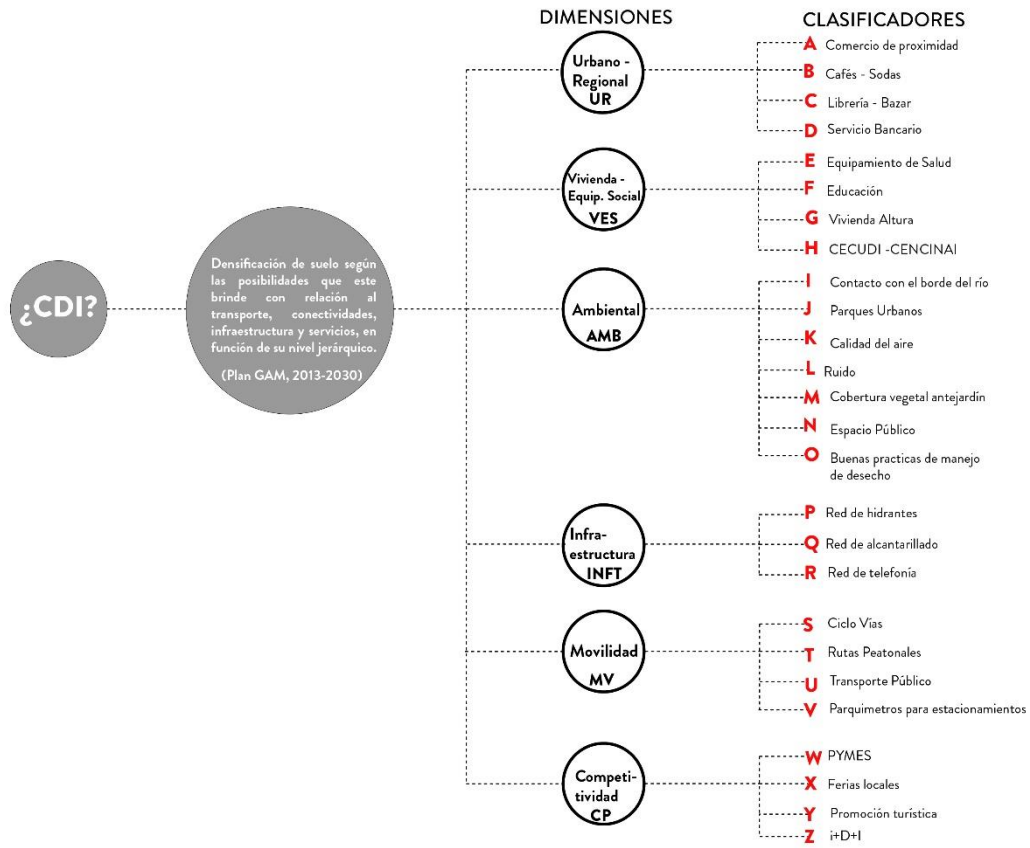 DIMENSIONES
CLASIFICADORES
¿CDI?
Densificación de suelo según
las posibilidades que este
brinde con relación al
transporte, conectividades,
infraestructura y servicios, en
función de su nivel jerárquico.
(Plan GAM, 2013-2030)
Urbano -
Regional
UR
A Comercio de proximidad
B Cafés - Sodas
C Librería - Bazar
D Servicio Bancario
Vivienda -
Equip. Social
VES
E Equipamiento de Salud
F Educación
G Vivienda Altura
H CECUDI -CENCINAI
Ambiental
AMB
I Contacto con el borde del río
J Parques Urbanos
K Calidad del aire
L Ruido
M Cobertura vegetal antejardín
N Espacio Público
O Buenas practicas de manejo
de desecho
Infra-
estructura
INFT
P Red de hidrantes
Q Red de alcantarillado
R Red de telefonía
Movilidad
MV
S Ciclo Vías
T Rutas Peatonales
U Transporte Público
V Parquimetros para estacionamientos
Competi-
tividad
CP
W PYMES
X Ferias locales
Y Promoción turística
Z i+D+I